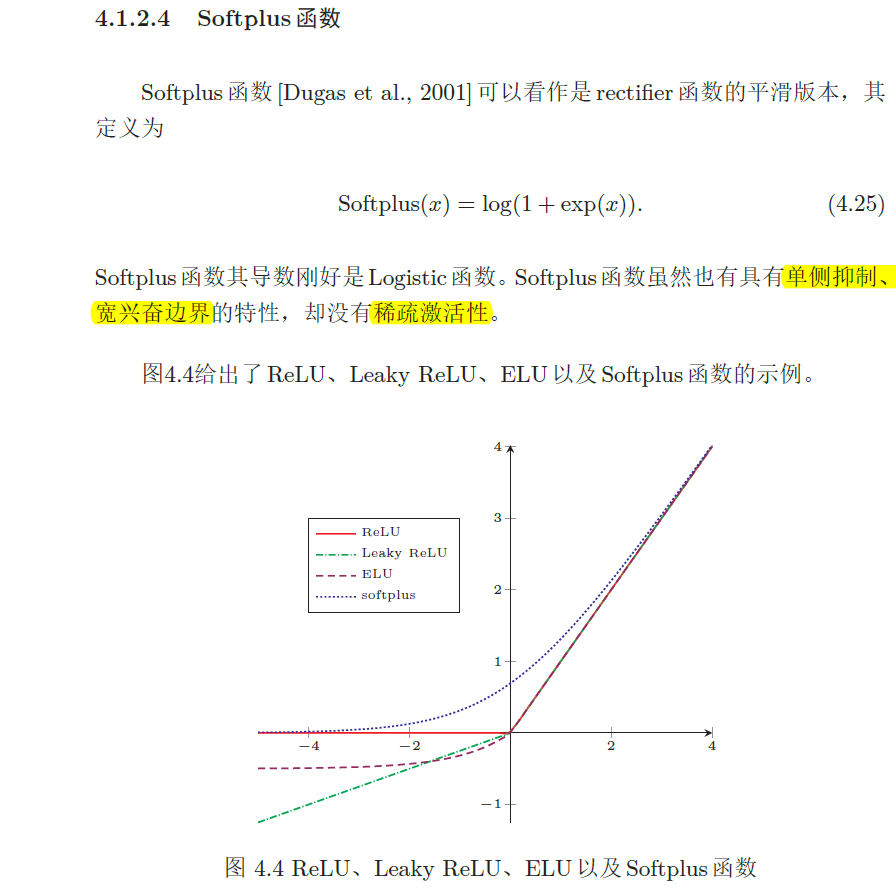 4.1.2.4 Softplus 函数
Softplus 函数 [Dugas et al., 2001] 可以看作是 rectifier 函数的平滑版本，其
定义为
Softplus(x) = log(1 + exp(x)). (4.25)
Softplus 函数其导数刚好是 Logistic 函数。Softplus 函数虽然也有具有单侧抑制、
宽兴奋边界的特性，却没有稀疏激活性。
图4.4给出了 ReLU、Leaky ReLU、ELU 以及 Softplus 函数的示例。
4
3
ReLU
Leaky ReLU
ELU
2
softplus
1
−4 −2 2 4
−1
图 4.4 ReLU、Leaky ReLU、ELU 以及 Softplus 函数